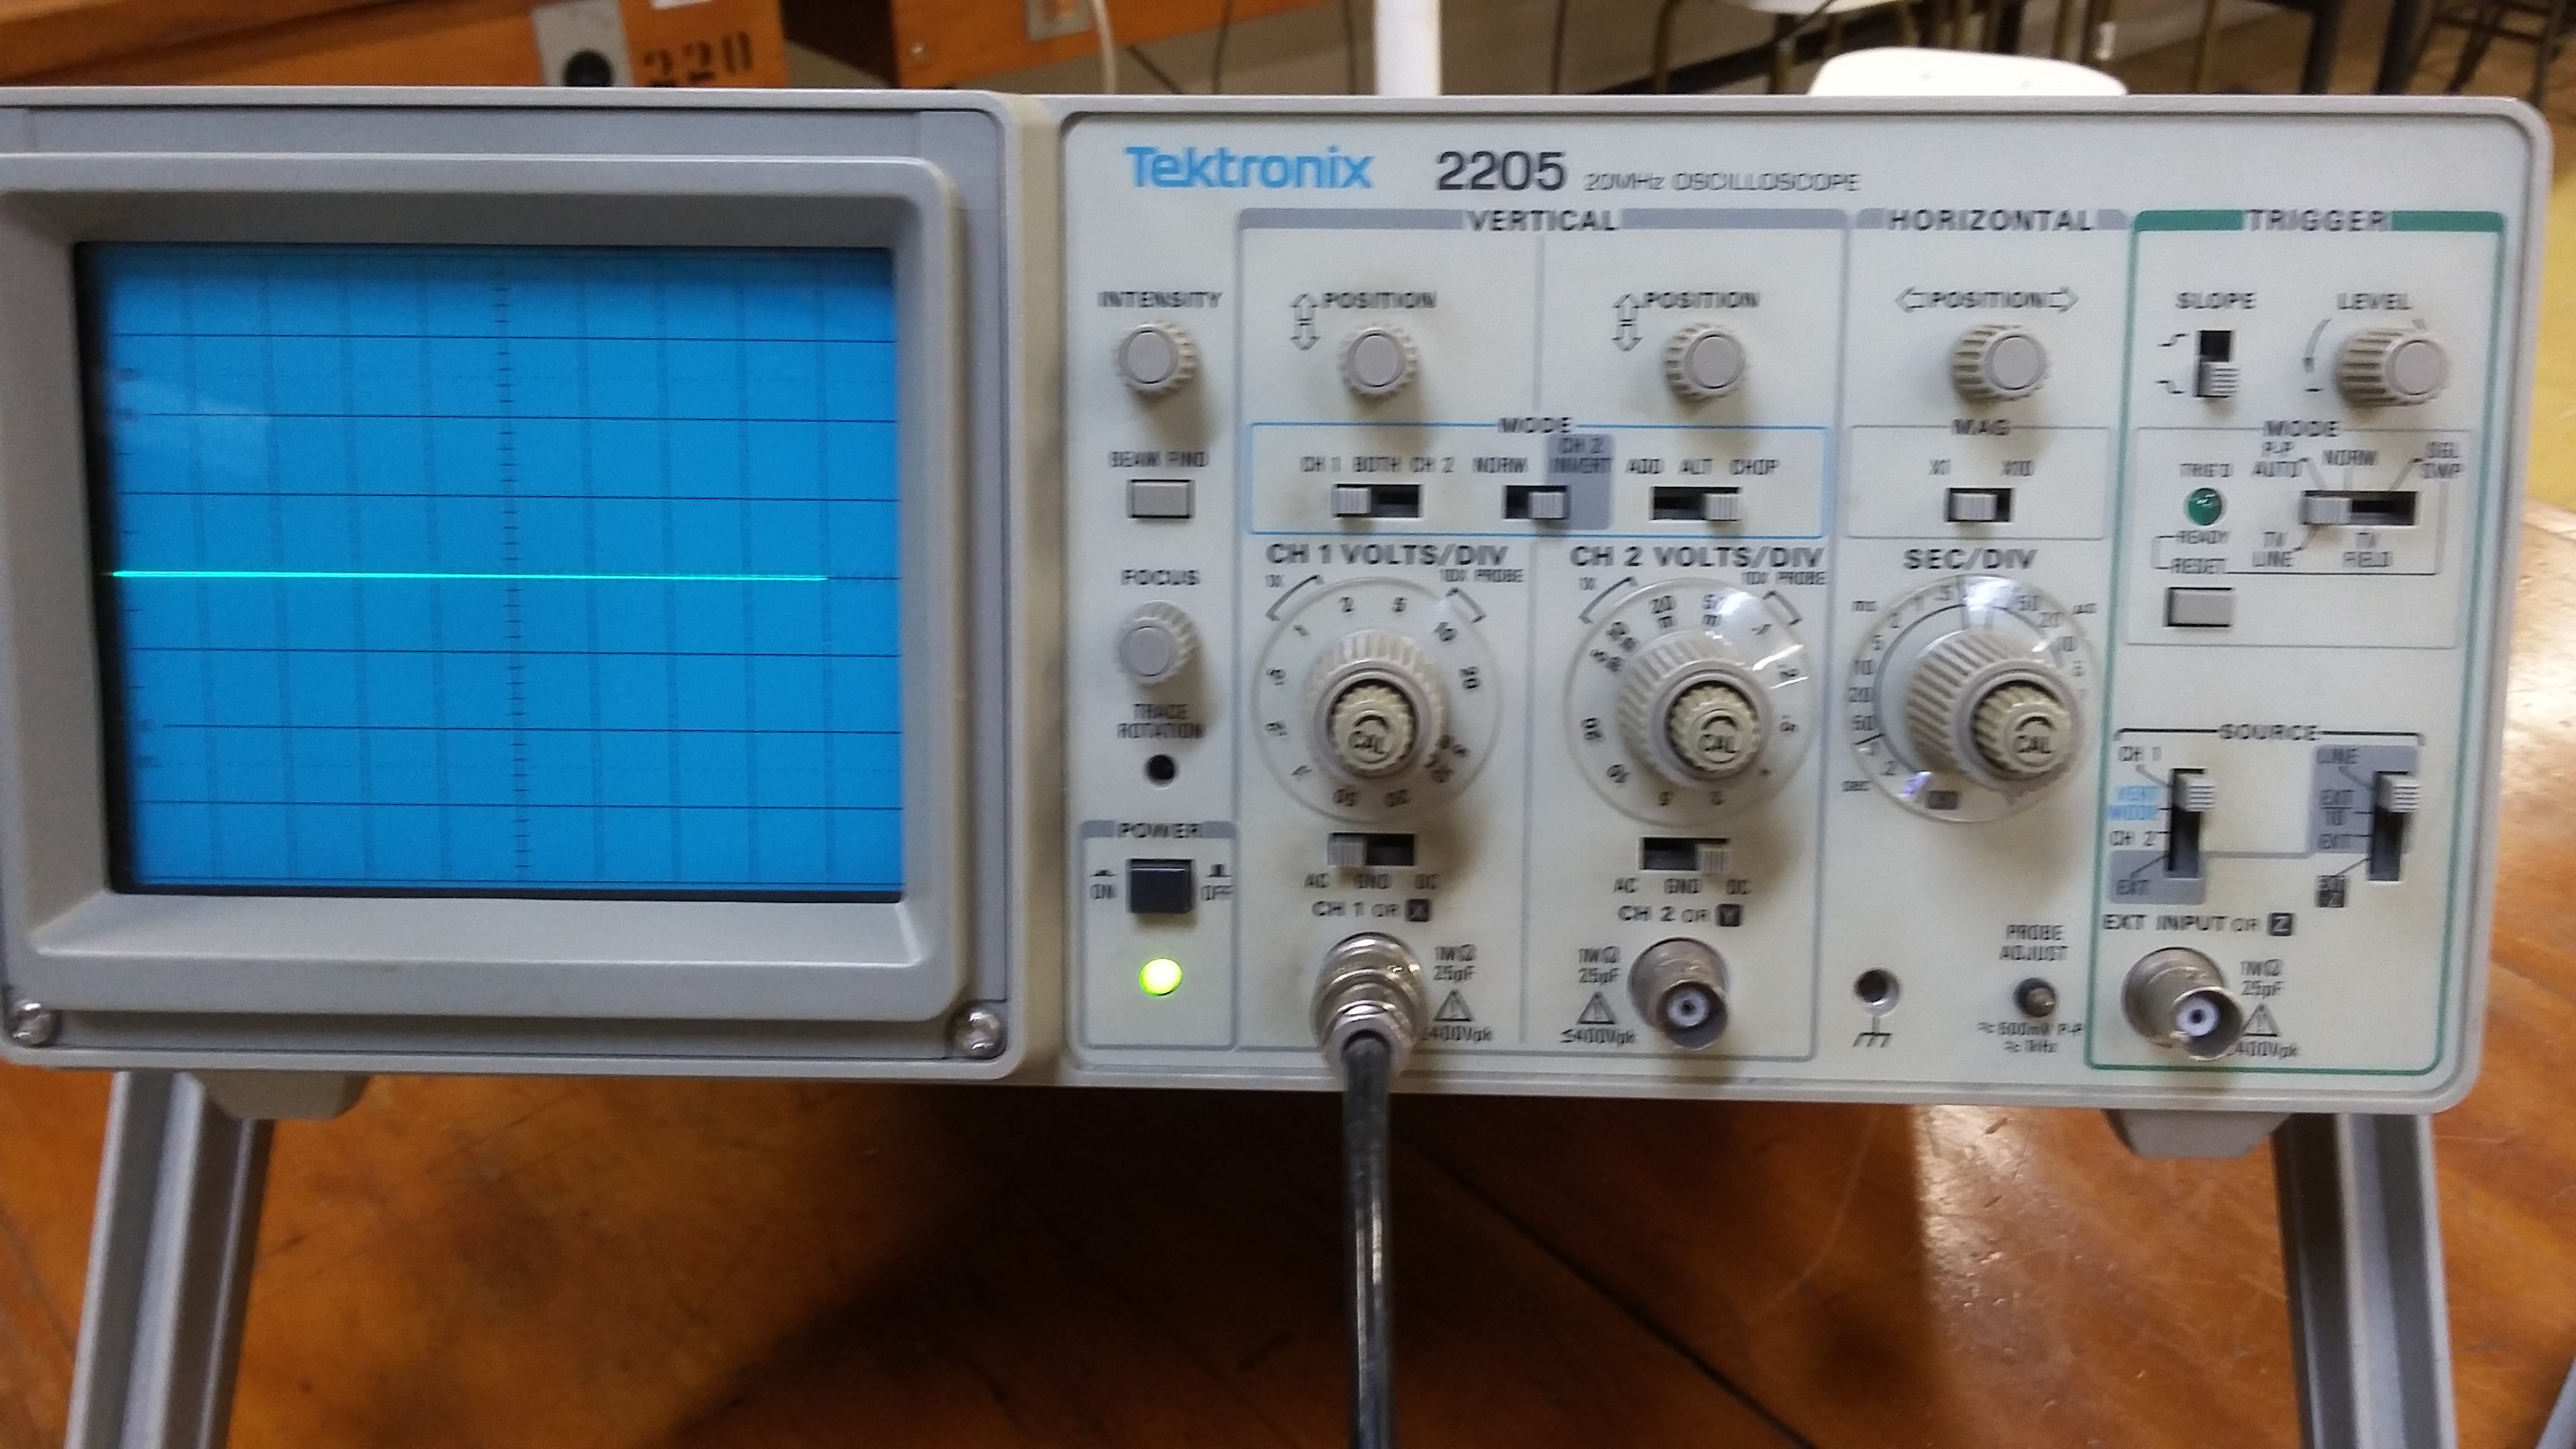 220
Tektronix 2205 20MHz OSCILLOSCOPE
VERTICAL
HORIZONTAL
TRIGGER
INTENSITY
POSITION
POSITION
POSITION
SLOPE
LEVEL
MODE
MAG
MODE
BEAM FIND
CH 1 BOTH CH 2
NORM
CH 2 INVERT
ADD ALT CHOP
X1 X10
TRIG'D
P-P AUTO
NORM
SGL SWP
READY
TV LINE
TV FIELD
RESET
FOCUS
CH 1 VOLTS/DIV
CH 2 VOLTS/DIV
SEC/DIV
1X
10X PROBE
1X
10X PROBE
CAL
CAL
CAL
TRACE ROTATION
SOURCE
CH 1
VERT MODE
CH 2
EXT
LINE
EXT 10
EXT
POWER
ON
OFF
AC GND DC
AC GND DC
CH 1 OR X
CH 2 OR Y
EXT INPUT OR Z
1MΩ
25pF
≤400Vpk
1MΩ
25pF
≤400Vpk
PROBE ADJUST
1MΩ
25pF
≤400Vpk